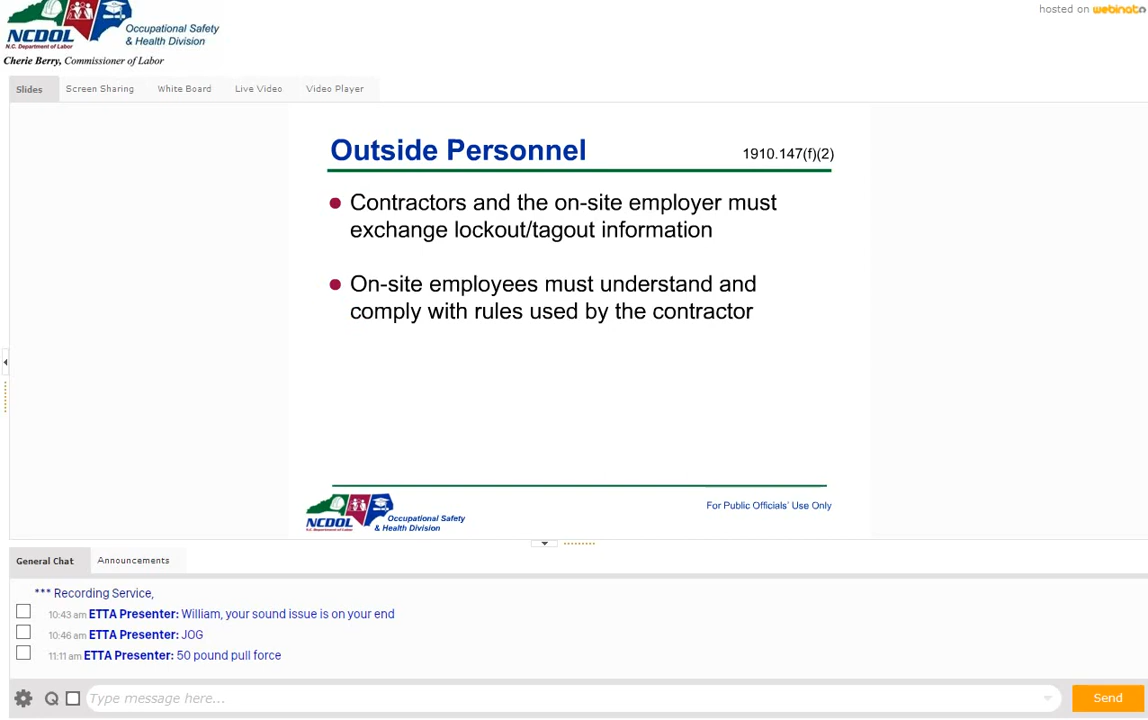 hosted on webinato
NCDOL
N.C. Department of Labor
Occupational Safety
& Health Division
Cherie Berry, Commissioner of Labor
Slides
Screen Sharing
White Board
Live Video
Video Player
Outside Personnel
1910.147(f)(2)
Contractors and the on-site employer must
exchange lockout/tagout information
On-site employees must understand and
comply with rules used by the contractor
NCDOL
N.C. Department of Labor
Occupational Safety
& Health Division
For Public Officials' Use Only
General Chat
Announcements
*** Recording Service,
10:43 am ETTA Presenter: William, your sound issue is on your end
10:46 am ETTA Presenter: JOG
11:11 am ETTA Presenter: 50 pound pull force
Q
Type message here...
Send